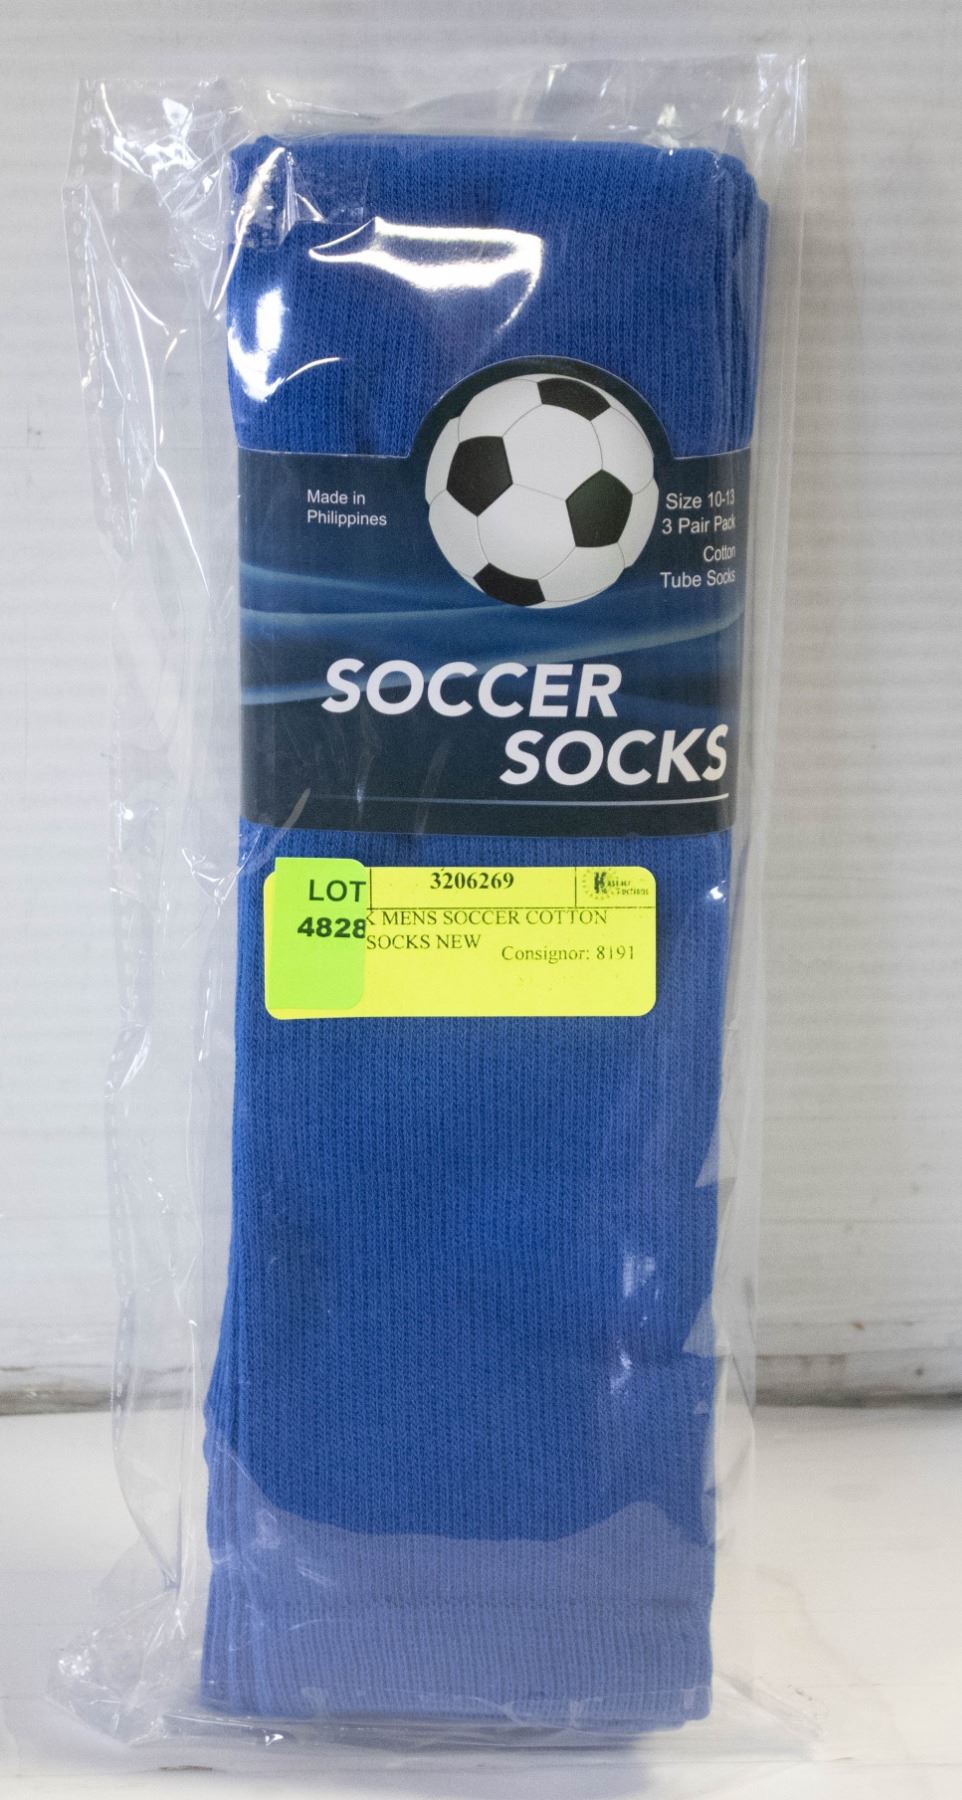 Made in
Philippines
Size 10-13
3 Pair Pack
Cotton
Tube Socks
SOCCER
SOCKS
LOT
4828
3206269
K MENS SOCCER COTTON
SOCKS NEW
Consignor: 8191